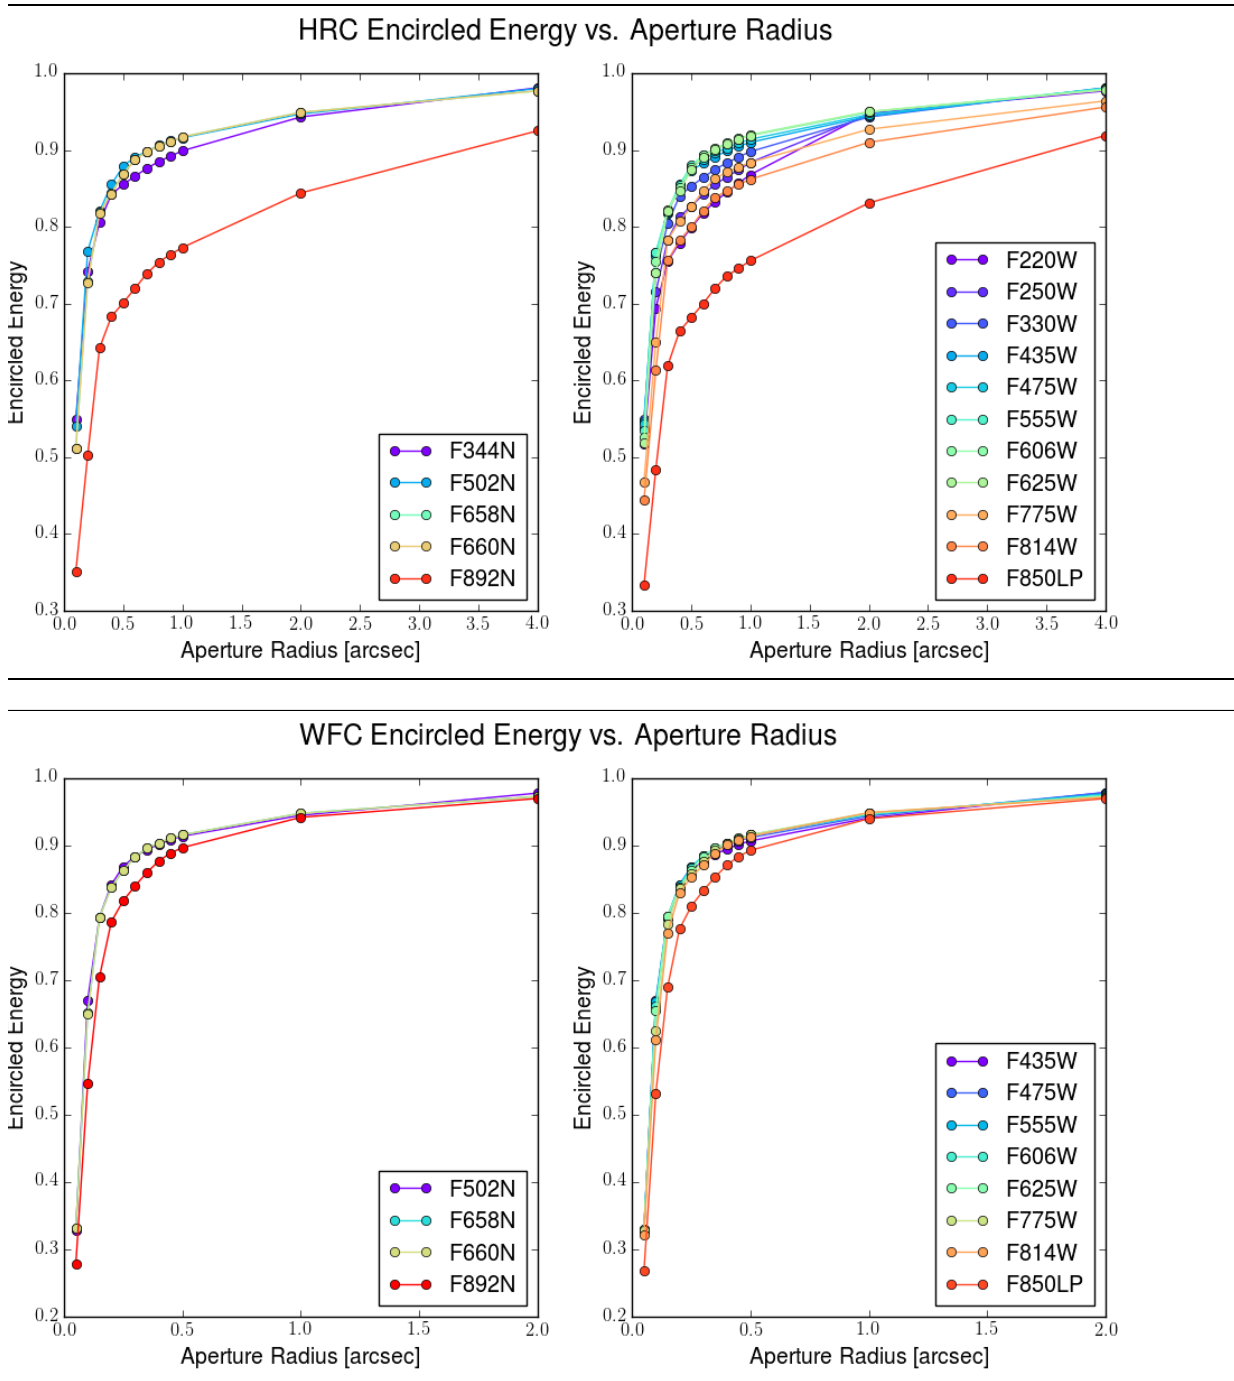 HRC Encircled Energy vs. Aperture Radius
1.0
0.9
0.8
0.7
0.6
0.5
0.4
0.3
Encircled Energy
0.0 0.5 1.0 1.5 2.0 2.5 3.0 3.5 4.0
Aperture Radius [arcsec]
F344N
F502N
F658N
F660N
F892N
1.0
0.9
0.8
0.7
0.6
0.5
0.4
0.3
Encircled Energy
0.0 0.5 1.0 1.5 2.0 2.5 3.0 3.5 4.0
Aperture Radius [arcsec]
F220W
F250W
F330W
F435W
F475W
F555W
F606W
F625W
F775W
F814W
F850LP
WFC Encircled Energy vs. Aperture Radius
1.0
0.9
0.8
0.7
0.6
0.5
0.4
0.3
0.2
Encircled Energy
0.0 0.5 1.0 1.5 2.0
Aperture Radius [arcsec]
F502N
F658N
F660N
F892N
1.0
0.9
0.8
0.7
0.6
0.5
0.4
0.3
0.2
Encircled Energy
0.0 0.5 1.0 1.5 2.0
Aperture Radius [arcsec]
F435W
F475W
F555W
F606W
F625W
F775W
F814W
F850LP